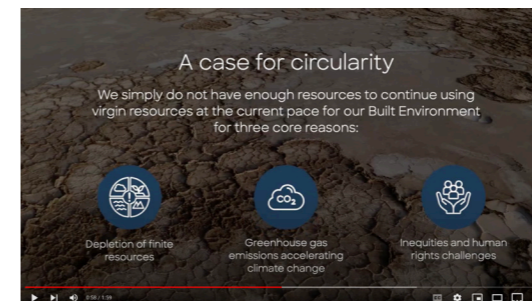 A case for circularity
We simply do not have enough resources to continue using
virgin resources at the current pace for our Built Environment
for three core reasons:
CO₂
Depletion of finite
resources
Greenhouse gas
emissions accelerating
climate change
Inequities and human
rights challenges